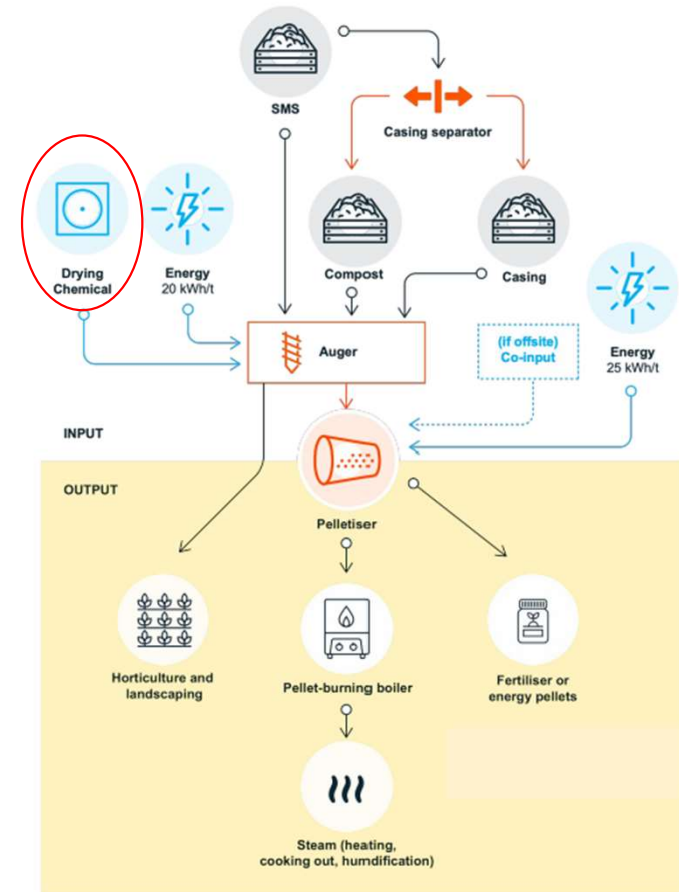 SMS
Casing separator
Drying
Chemical
Energy
20 kWh/t
Compost
Casing
Energy
25 kWh/t
Auger
(if offsite)
Co-input
INPUT
OUTPUT
Pelletiser
Horticulture and
landscaping
Pellet-burning boiler
Fertiliser or
energy pellets
Steam (heating,
cooking out, humdification)